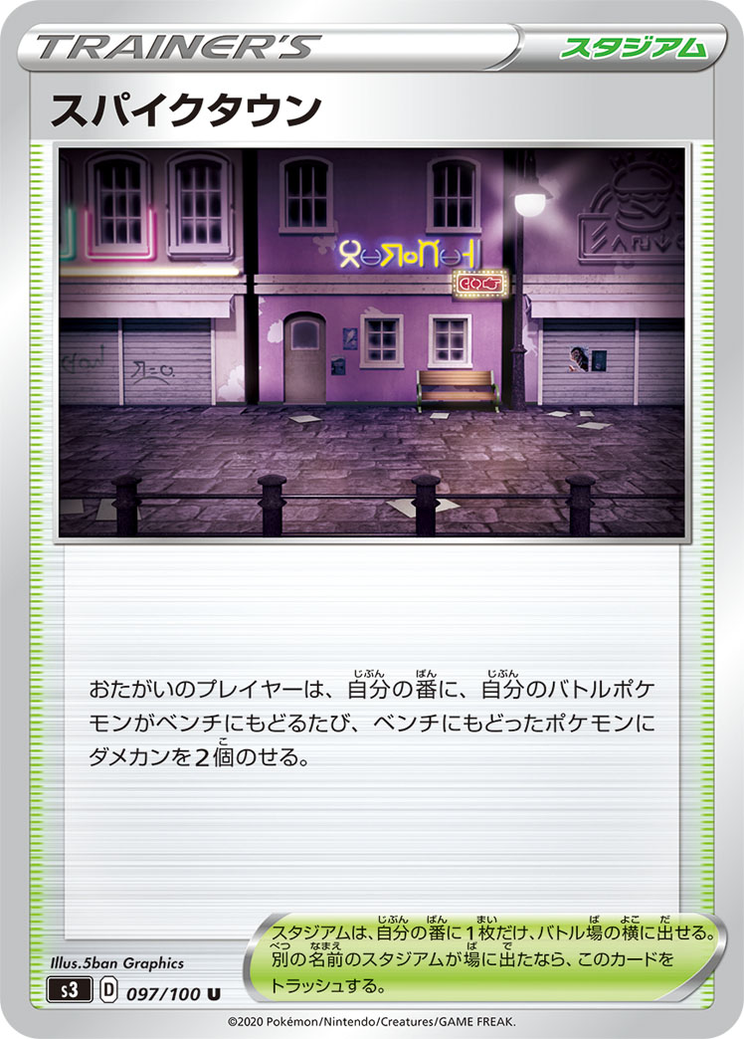 TRAINER'S
スタジアム
スパイクタウン
おたがいのプレイヤーは、自分の番に、自分のバトルポケ
モンがベンチにもどるたび、ベンチにもどったポケモンに
ダメカンを2個のせる。
スタジアムは、自分の番に1枚だけ、バトル場の横に出せる。
別の名前のスタジアムが場に出たなら、このカードを
トラッシュする。
Illus.5ban Graphics
s3 D 097/100 U
©2020 Pokémon/Nintendo/Creatures/GAME FREAK.